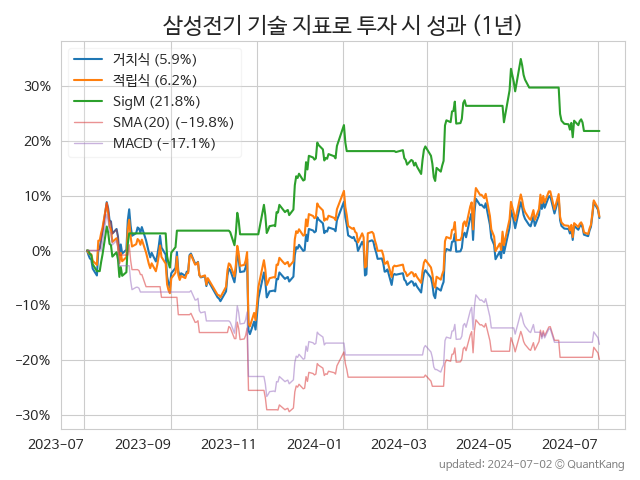 삼성전기 기술 지표로 투자 시 성과 (1년)
거치식 (5.9%)
적립식 (6.2%)
SigM (21.8%)
SMA(20) (−19.8%)
MACD (−17.1%)
30%
20%
10%
0%
−10%
−20%
−30%
2023−07 2023−09 2023−11 2024−01 2024−03 2024−05 2024−07
updated: 2024−07−02 © QuantKang